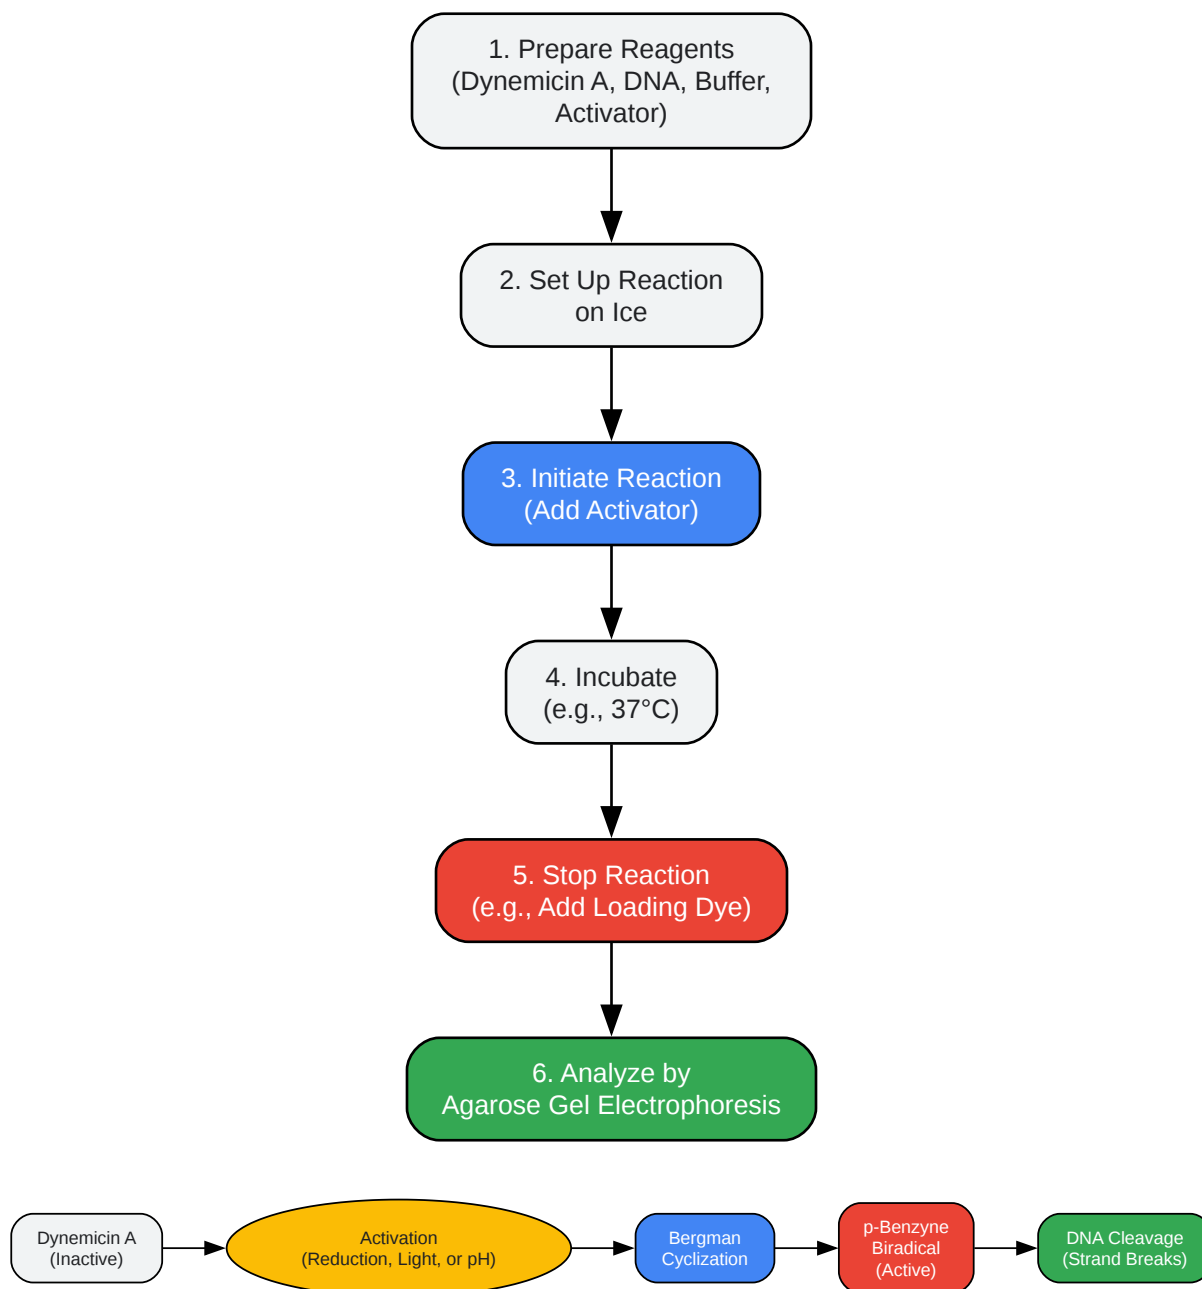 1. Prepare Reagents
(Dynemicin A, DNA, Buffer,
Activator)
2. Set Up Reaction
on Ice
3. Initiate Reaction
(Add Activator)
4. Incubate
(e.g., 37°C)
5. Stop Reaction
(e.g., Add Loading Dye)
6. Analyze by
Agarose Gel Electrophoresis
Dynemicin A
(Inactive)
Activation
(Reduction, Light, or pH)
Bergman
Cyclization
p-Benzyne
Biradical
(Active)
DNA Cleavage
(Strand Breaks)